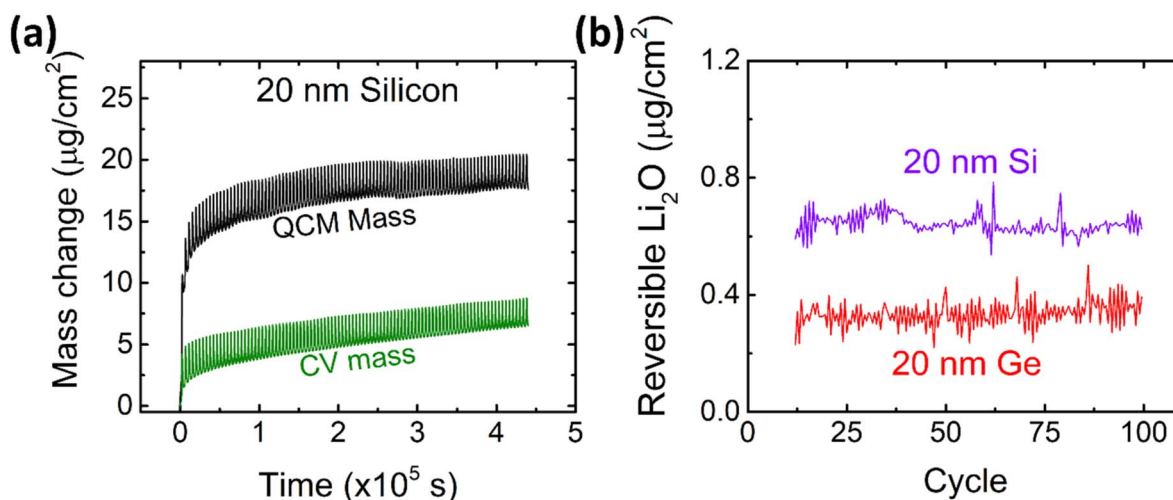 (a)
Mass change (µg/cm²)
25
20
15
10
5
0
20 nm Silicon
QCM Mass
CV mass
0 1 2 3 4 5
Time (x10⁵ s)
(b)
Reversible Li₂O (µg/cm²)
1.2
0.8
0.4
0.0
20 nm Si
20 nm Ge
0 25 50 75 100
Cycle